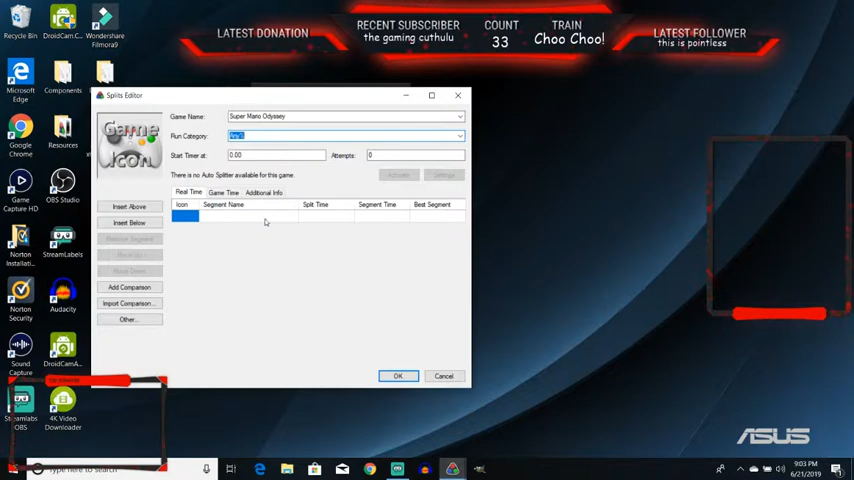 LATEST DONATION
RECENT SUBSCRIBER
the gaming cuthulu
COUNT
33
TRAIN
Choo Choo!
LATEST FOLLOWER
this is pointless
Recycle Bin
DroidCam.C...
Wondershare
Filmora9
Microsoft
Edge
Components
Google
Chrome
Resources
Game
Capture HD
OBS Studio
Norton
Installati...
StreamLabels
Norton
Security
Audacity
Sound
Capture
DroidCamA...
Streamlabs
OBS
4K Video
Downloader
Splits Editor
Game
Icon
Game Name:
Super Mario Odyssey
Run Category:
Any%
Start Timer at:
0.00
Attempts:
0
There is no Auto Splitter available for this game.
Activate
Settings
Real Time
Game Time
Additional Info
Icon
Segment Name
Split Time
Segment Time
Best Segment
Insert Above
Insert Below
Remove Segment
Move Up
Move Down
Add Comparison
Import Comparison...
Other...
OK
Cancel
ASUS
Type here to search
9:03 PM
6/21/2019